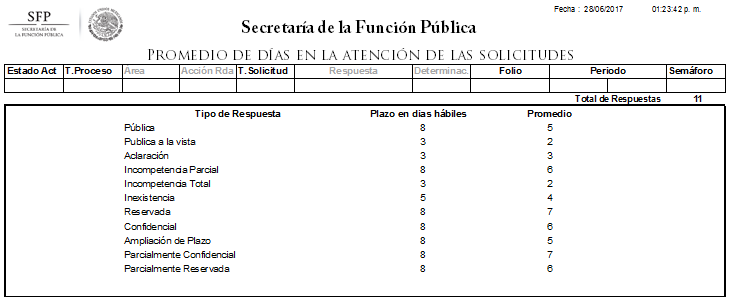 Fecha : 28/06/2017 01:23:42 p. m.
SFP
SECRETARÍA DE
LA FUNCIÓN PÚBLICA
Secretaría de la Función Pública
PROMEDIO DE DÍAS EN LA ATENCIÓN DE LAS SOLICITUDES
Estado Act T.Proceso Area Acción Rda T.Solicitud Respuesta Determinac. Folio Periodo Semáforo
Total de Respuestas 11
Tipo de Respuesta Plazo en dias hábiles Promedio
Pública 8 5
Publica a la vista 3 2
Aclaración 3 3
Incompetencia Parcial 8 6
Incompetencia Total 3 2
Inexistencia 5 4
Reservada 8 7
Confidencial 8 6
Ampliación de Plazo 8 5
Parcialmente Confidencial 8 7
Parcialmente Reservada 8 6